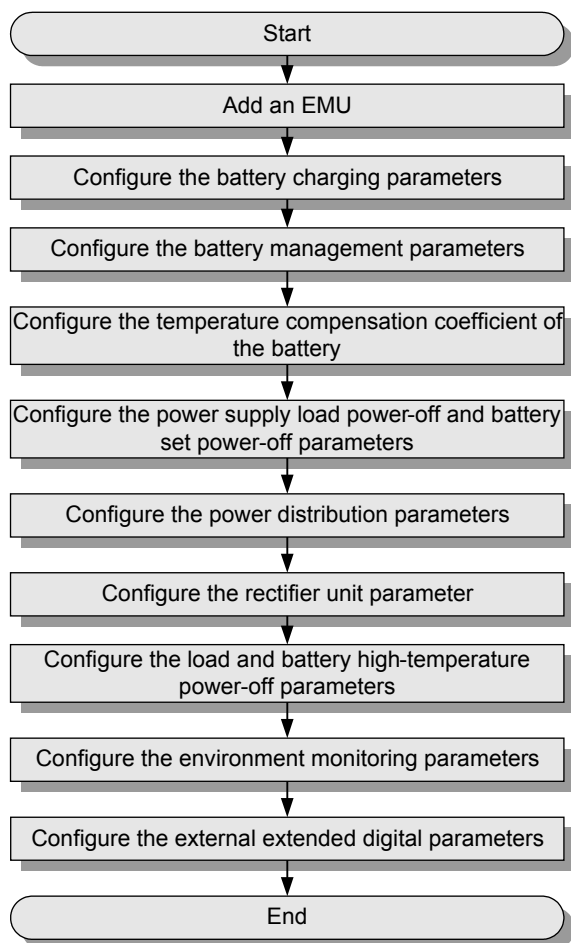 Start
Add an EMU
Configure the battery charging parameters
Configure the battery management parameters
Configure the temperature compensation coefficient of
the battery
Configure the power supply load power-off and battery
set power-off parameters
Configure the power distribution parameters
Configure the rectifier unit parameter
Configure the load and battery high-temperature
power-off parameters
Configure the environment monitoring parameters
Configure the external extended digital parameters
End